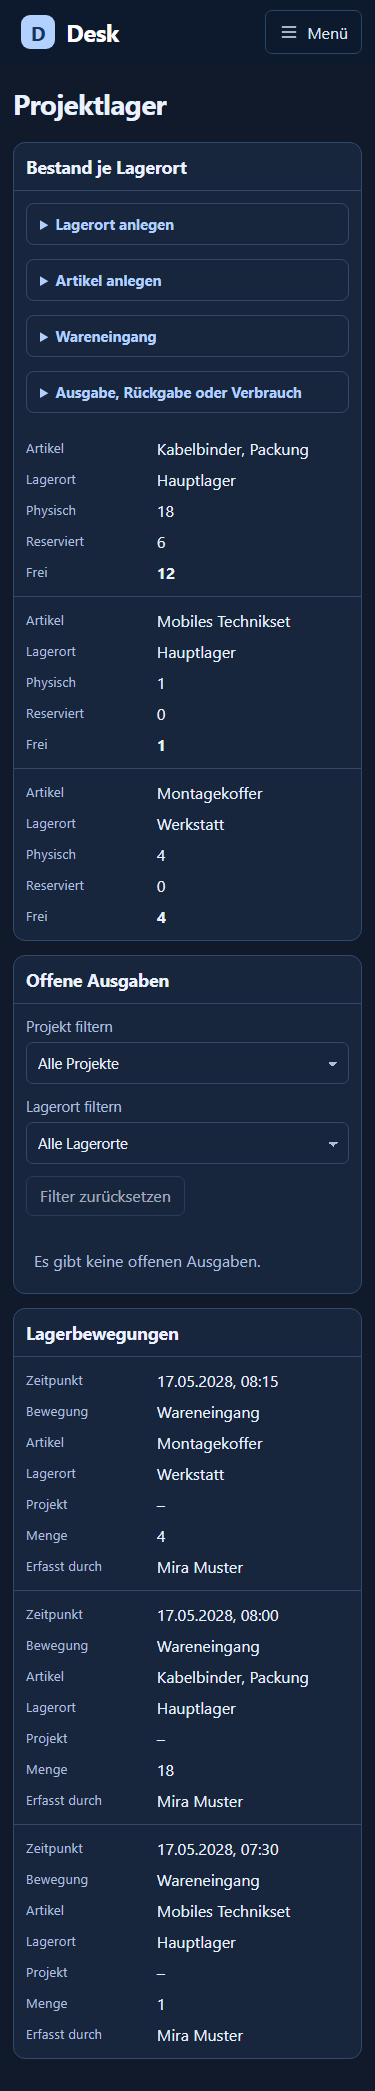 D Desk
Menü
Projektlager
Bestand je Lagerort
Lagerort anlegen
Artikel anlegen
Wareneingang
Ausgabe, Rückgabe oder Verbrauch
Artikel Kabelbinder, Packung
Lagerort Hauptlager
Physisch 18
Reserviert 6
Frei 12
Artikel Mobiles Technikset
Lagerort Hauptlager
Physisch 1
Reserviert 0
Frei 1
Artikel Montagekoffer
Lagerort Werkstatt
Physisch 4
Reserviert 0
Frei 4
Offene Ausgaben
Projekt filtern
Alle Projekte
Lagerort filtern
Alle Lagerorte
Filter zurücksetzen
Es gibt keine offenen Ausgaben.
Lagerbewegungen
Zeitpunkt 17.05.2028, 08:15
Bewegung Wareneingang
Artikel Montagekoffer
Lagerort Werkstatt
Projekt –
Menge 4
Erfasst durch Mira Muster
Zeitpunkt 17.05.2028, 08:00
Bewegung Wareneingang
Artikel Kabelbinder, Packung
Lagerort Hauptlager
Projekt –
Menge 18
Erfasst durch Mira Muster
Zeitpunkt 17.05.2028, 07:30
Bewegung Wareneingang
Artikel Mobiles Technikset
Lagerort Hauptlager
Projekt –
Menge 1
Erfasst durch Mira Muster